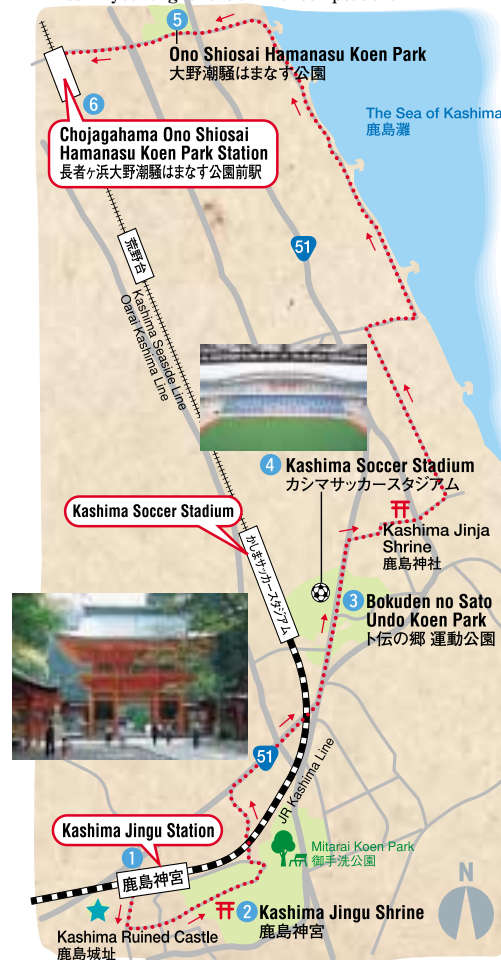 5
Ono Shiosai Hamanasu Koen Park
大野潮騒はまなす公園
6
The Sea of Kashima
鹿島灘
Chojagahama Ono Shiosai
Hamanasu Koen Park Station
長者ヶ浜大野潮騒はまなす公園前駅
荒野台
51
Kashima Seaside Line
Oarai Kashima Line
4 Kashima Soccer Stadium
カシマサッカースタジアム
Kashima Soccer Stadium
かしまサッカースタジアム
Kashima Jinja
Shrine
鹿島神社
3 Bokuden no Sato
Undo Koen Park
卜伝の郷 運動公園
51
JR Kashima Line
Kashima Jingu Station
1
鹿島神宮
Mitarai Koen Park
御手洗公園
N
2 Kashima Jingu Shrine
鹿島神宮
Kashima Ruined Castle
鹿島城址